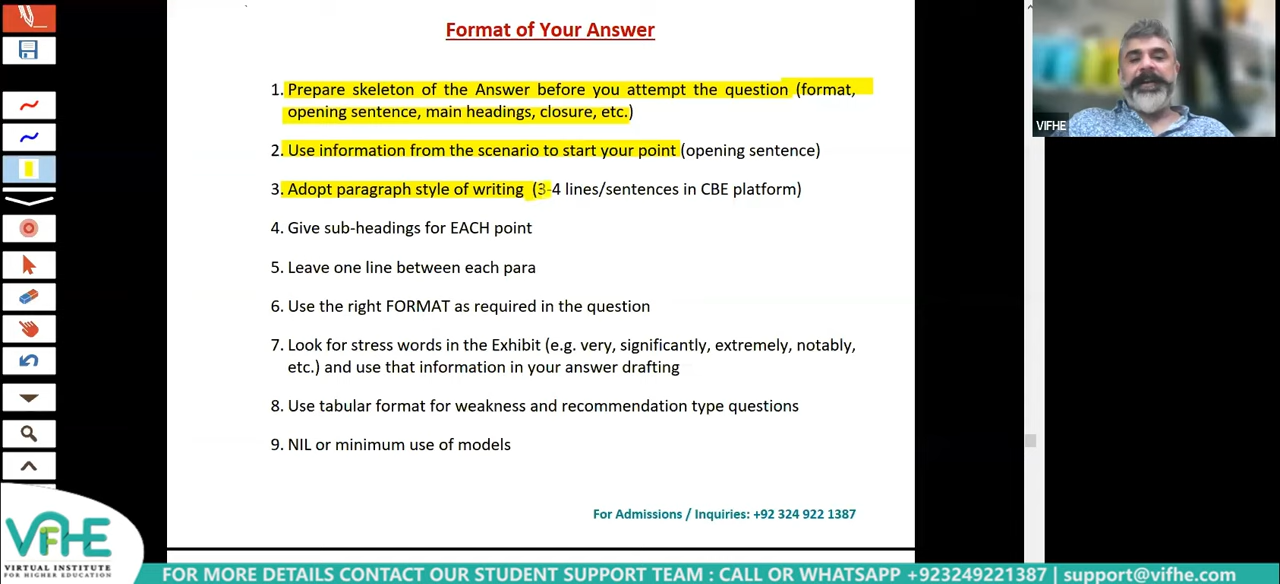 Format of Your Answer
1. Prepare skeleton of the Answer before you attempt the question (format,
opening sentence, main headings, closure, etc.)
2. Use information from the scenario to start your point (opening sentence)
3. Adopt paragraph style of writing (3-4 lines/sentences in CBE platform)
4. Give sub-headings for EACH point
5. Leave one line between each para
6. Use the right FORMAT as required in the question
7. Look for stress words in the Exhibit (e.g. very, significantly, extremely, notably,
etc.) and use that information in your answer drafting
8. Use tabular format for weakness and recommendation type questions
9. NIL or minimum use of models
For Admissions / Inquiries: +92 324 922 1387
VIFHE
VIFHE
VIRTUAL INSTITUTE
FOR HIGHER EDUCATION
FOR MORE DETAILS CONTACT OUR STUDENT SUPPORT TEAM : CALL OR WHATSAPP +923249221387 | support@vifhe.com